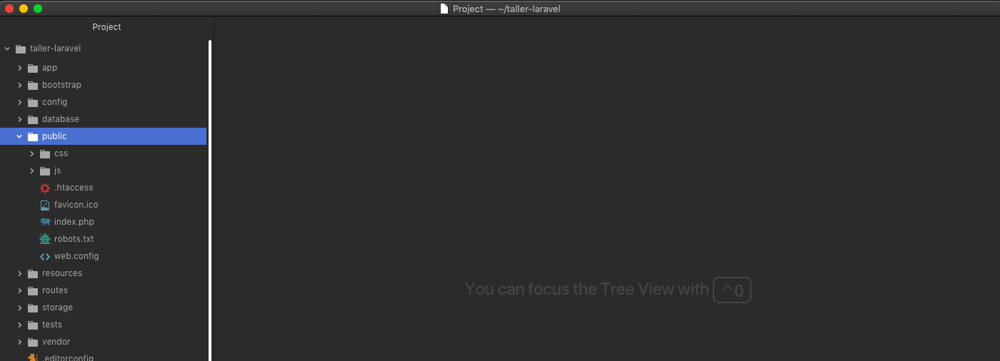 Project — ~/taller-laravel
Project
taller-laravel
app
bootstrap
config
database
public
css
js
.htaccess
favicon.ico
index.php
robots.txt
web.config
resources
routes
storage
tests
vendor
.editorconfig
You can focus the Tree View with ^0